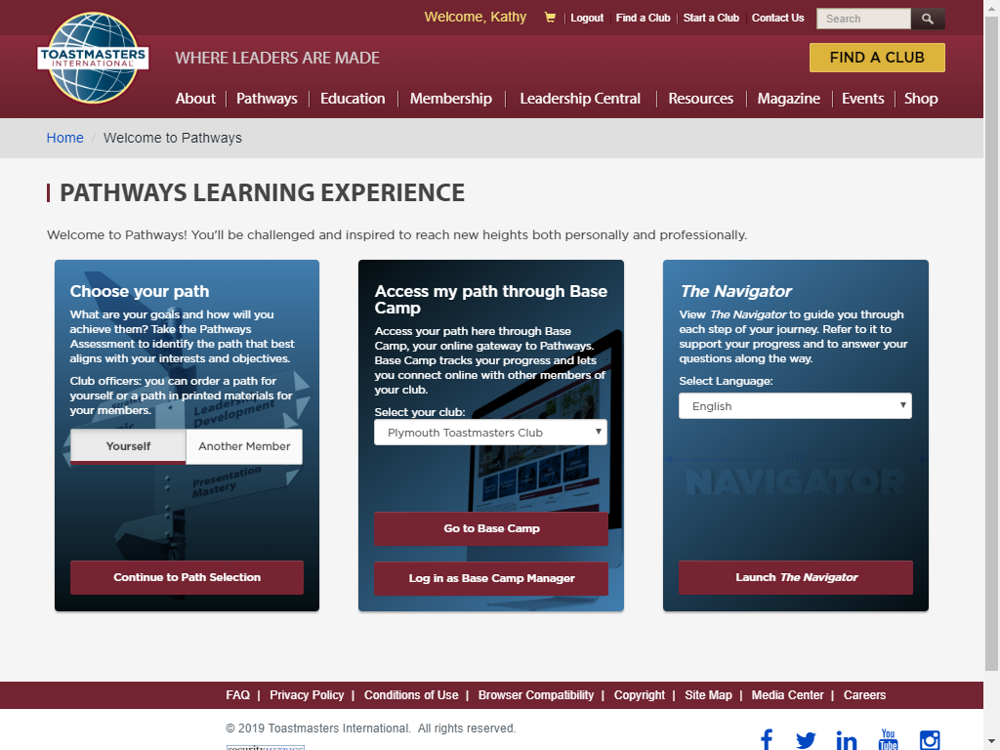 Welcome, Kathy
Logout
Find a Club
Start a Club
Contact Us
Search
TOASTMASTERS
INTERNATIONAL
WHERE LEADERS ARE MADE
FIND A CLUB
About
Pathways
Education
Membership
Leadership Central
Resources
Magazine
Events
Shop
Home / Welcome to Pathways
PATHWAYS LEARNING EXPERIENCE
Welcome to Pathways! You'll be challenged and inspired to reach new heights both personally and professionally.
Choose your path
What are your goals and how will you
achieve them? Take the Pathways
Assessment to identify the path that best
aligns with your interests and objectives.
Club officers: you can order a path for
yourself or a path in printed materials for
your members.
Leadership
Development
Yourself
Another Member
Presentation
Mastery
Continue to Path Selection
Access my path through Base
Camp
Access your path here through Base
Camp, your online gateway to Pathways.
Base Camp tracks your progress and lets
you connect online with other members of
your club.
Select your club:
Plymouth Toastmasters Club
Go to Base Camp
Log in as Base Camp Manager
The Navigator
View The Navigator to guide you through
each step of your journey. Refer to it to
support your progress and to answer your
questions along the way.
Select Language:
English
THE
NAVIGATOR
Launch The Navigator
FAQ | Privacy Policy | Conditions of Use | Browser Compatibility | Copyright | Site Map | Media Center | Careers
© 2019 Toastmasters International. All rights reserved.
You
Tube
securityMETRICS